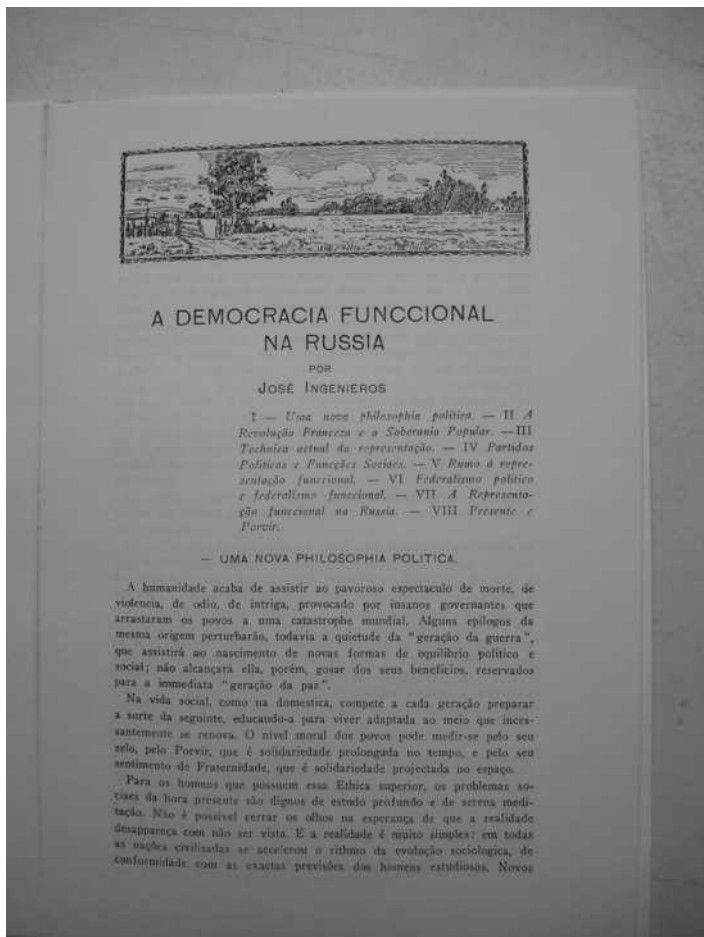 A DEMOCRACIA FUNCCIONAL
NA RUSSIA
POR
JOSÉ INGENIEROS
I — Uma nova philosophia politica. — II A
Revolução Franceza e a Soberania Popular. — III
Technica actual da representação. — IV Partidos
Politicos e Funcções Sociaes. — V Rumo á repre-
sentação funccional. — VI Federalismo politico
e federalismo funccional. — VII A Representa-
ção funccional na Russia. — VIII Presente e
Porvir.
— UMA NOVA PHILOSOPHIA POLITICA.
A humanidade acaba de assistir ao pavoroso espectaculo de morte, de
violencia, de odio, de intriga, provocado por insanos governantes que
arrastaram os povos a uma catastrophe mundial. Alguns epilogos da
mesma origem perturbarão, todavia a quietude da "geração da guerra",
que assistirá ao nascimento de novas formas de equilibrio politico e
social; não alcançará ella, porém, gosar dos seus beneficios, reservados
para a immediata "geração da paz".
Na vida social, como na domestica, compete a cada geração preparar
a sorte da seguinte, educando-a para viver adaptada ao meio que inces-
santemente se renova. O nivel moral dos povos pode medir-se pelo seu
zelo, pelo Porvir, que é solidariedade prolongada no tempo, e pelo seu
sentimento de Fraternidade, que é solidariedade projectada no espaço.
Para os homens que possuem essa Ethica superior, os problemas so-
ciaes da hora presente são dignos de estudo profundo e de serena medi-
tação. Não é possivel cerrar os olhos na esperança de que a realidade
desappareça com não ser vista. E a realidade é muito simples: em todas
as nações civilisadas se accelerou o rithmo da evolução sociologica, de
conformidade com as exactas previsões dos homens estudiosos. Novos